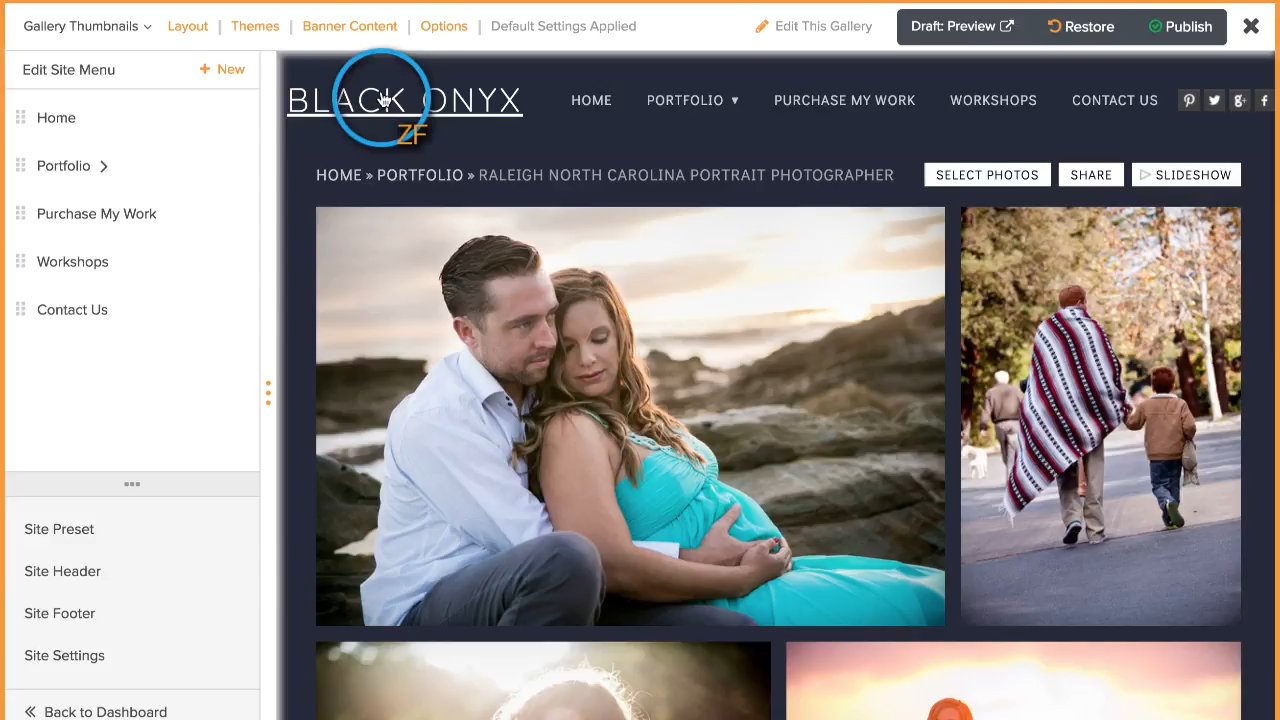 Gallery Thumbnails Layout | Themes | Banner Content | Options | Default Settings Applied Edit This Gallery Draft: Preview Restore Publish
Edit Site Menu + New
Home
Portfolio
Purchase My Work
Workshops
Contact Us
Site Preset
Site Header
Site Footer
Site Settings
Back to Dashboard
BLACK ONYX HOME PORTFOLIO ▼ PURCHASE MY WORK WORKSHOPS CONTACT US
ZF
HOME » PORTFOLIO » RALEIGH NORTH CAROLINA PORTRAIT PHOTOGRAPHER SELECT PHOTOS SHARE SLIDESHOW